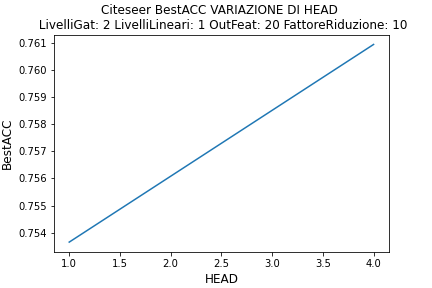 Citeseer BestACC VARIAZIONE DI HEAD
LivelliGat: 2 LivelliLineari: 1 OutFeat: 20 FattoreRiduzione: 10
0.761
0.760
0.759
0.758
0.757
0.756
0.755
0.754
BestACC
1.0 1.5 2.0 2.5 3.0 3.5 4.0
HEAD